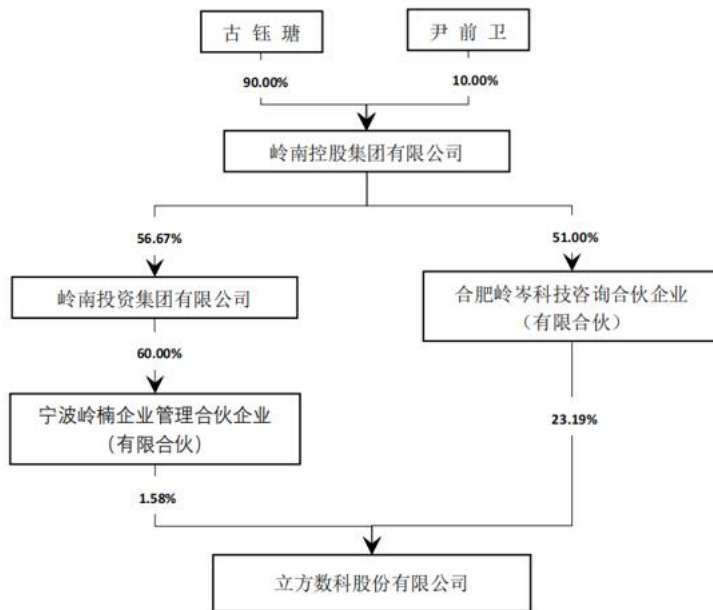 古 钰 瑭
尹 前 卫
90.00%
10.00%
岭南控股集团有限公司
56.67%
51.00%
岭南投资集团有限公司
合肥岭岑科技咨询合伙企业
（有限合伙）
60.00%
宁波岭楠企业管理合伙企业
（有限合伙）
23.19%
1.58%
立方数科股份有限公司